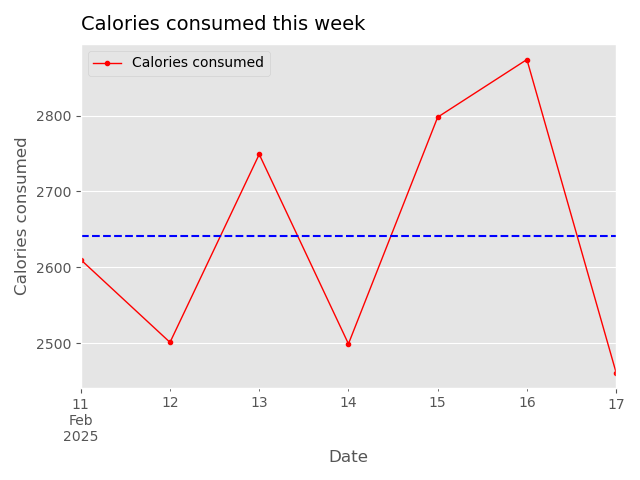 Calories consumed this week
Calories consumed
Calories consumed
2800
2700
2600
2500
11
Feb
2025
12
13
14
15
16
17
Date